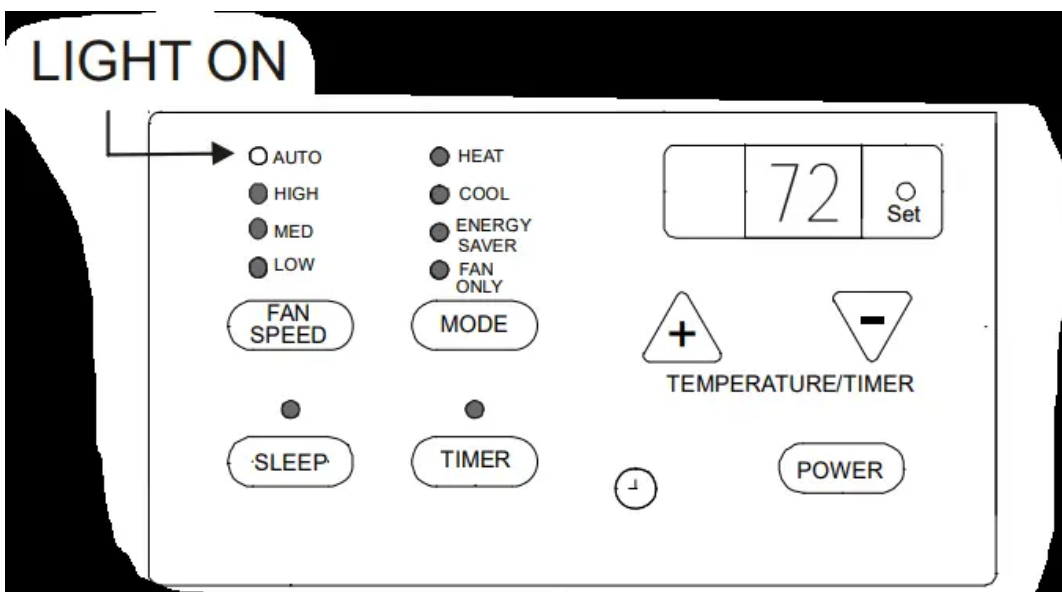 LIGHT ON
AUTO
HIGH
MED
LOW
FAN
SPEED
HEAT
COOL
ENERGY
SAVER
FAN
ONLY
MODE
72
Set
+
-
TEMPERATURE/TIMER
SLEEP
TIMER
POWER